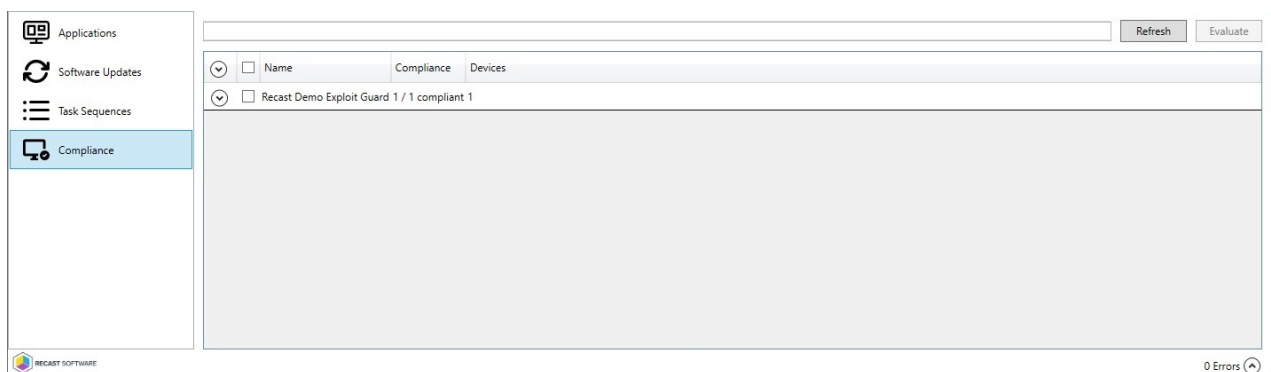 Applications
Refresh
Evaluate
Software Updates
Name Compliance Devices
Recast Demo Exploit Guard 1 / 1 compliant 1
Task Sequences
Compliance
RECAST SOFTWARE
0 Errors